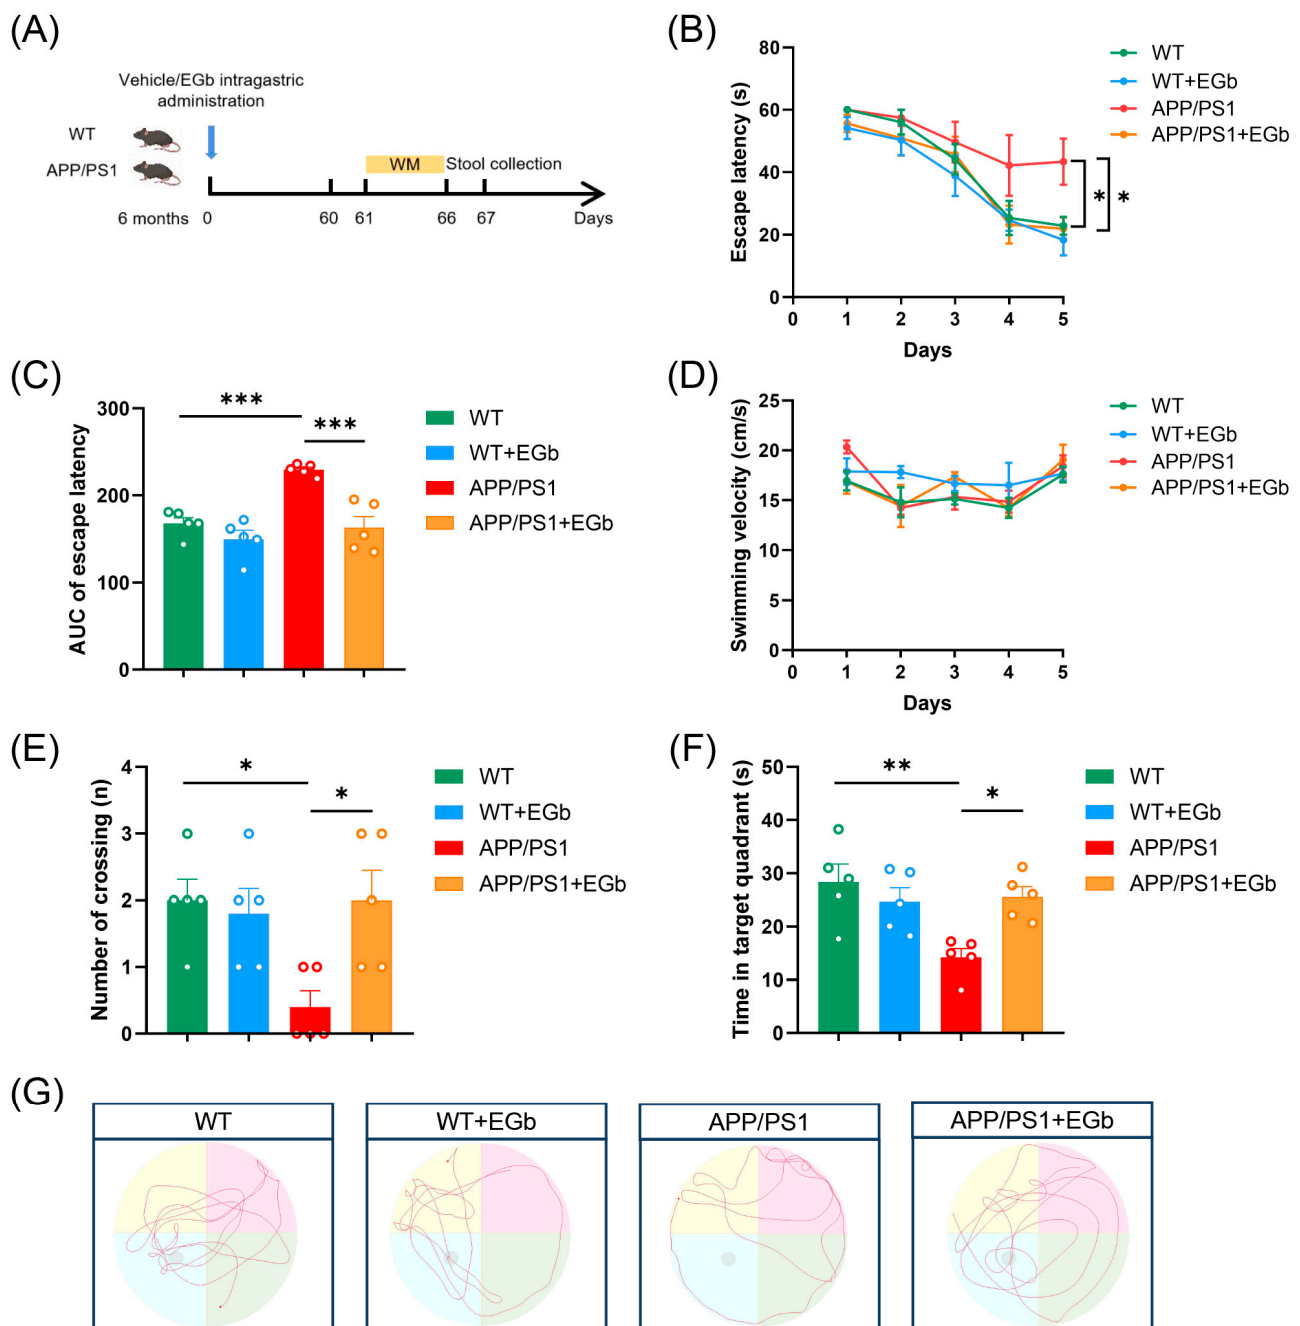 (A)
Vehicle/EGb intragastric
administration
WT
APP/PS1
WM
Stool collection
6 months
0
60
61
66
67
Days
(B)
Escape latency (s)
80
60
40
20
0
0
1
2
3
4
5
Days
WT
WT+EGb
APP/PS1
APP/PS1+EGb
*
*
(C)
AUC of escape latency
300
200
100
0
***
***
WT
WT+EGb
APP/PS1
APP/PS1+EGb
(D)
Swimming velocity (cm/s)
25
20
15
10
5
0
0
1
2
3
4
5
Days
WT
WT+EGb
APP/PS1
APP/PS1+EGb
(E)
Number of crossing (n)
4
3
2
1
0
*
*
WT
WT+EGb
APP/PS1
APP/PS1+EGb
(F)
Time in target quadrant (s)
50
40
30
20
10
0
**
*
WT
WT+EGb
APP/PS1
APP/PS1+EGb
(G)
WT
WT+EGb
APP/PS1
APP/PS1+EGb